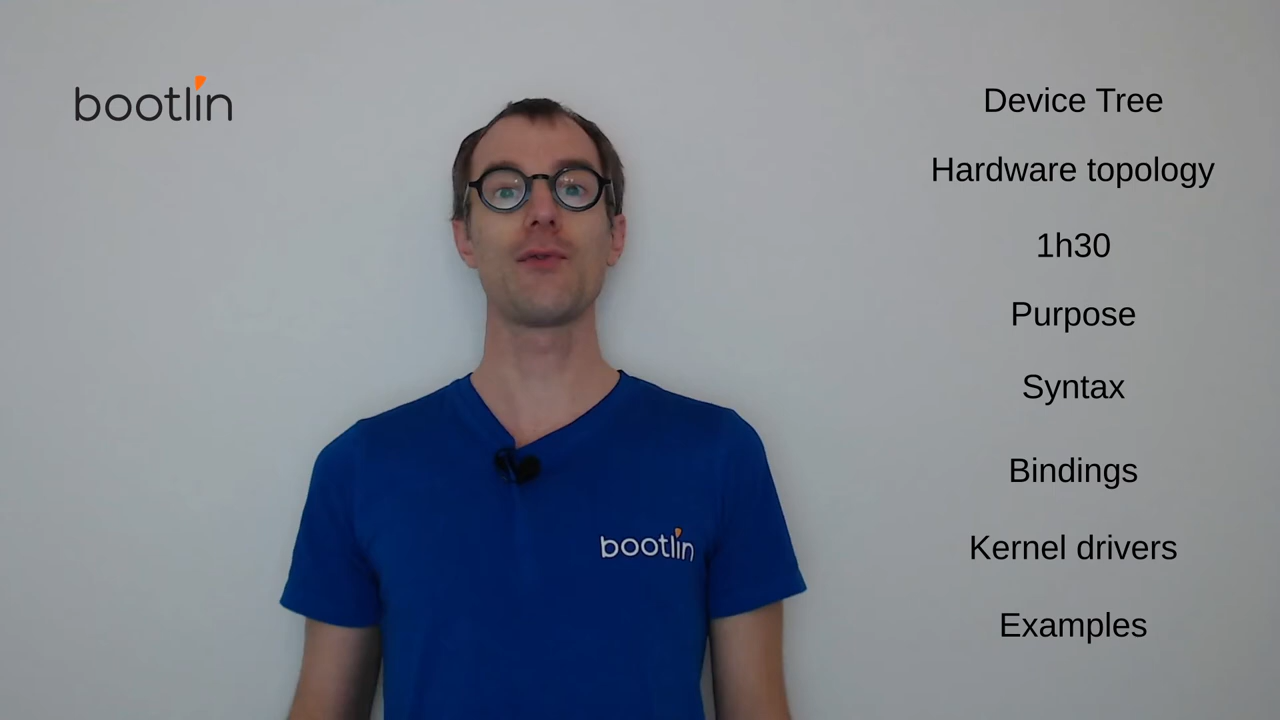 bootlin
Device Tree
Hardware topology
1h30
Purpose
Syntax
Bindings
Kernel drivers
Examples
bootlin